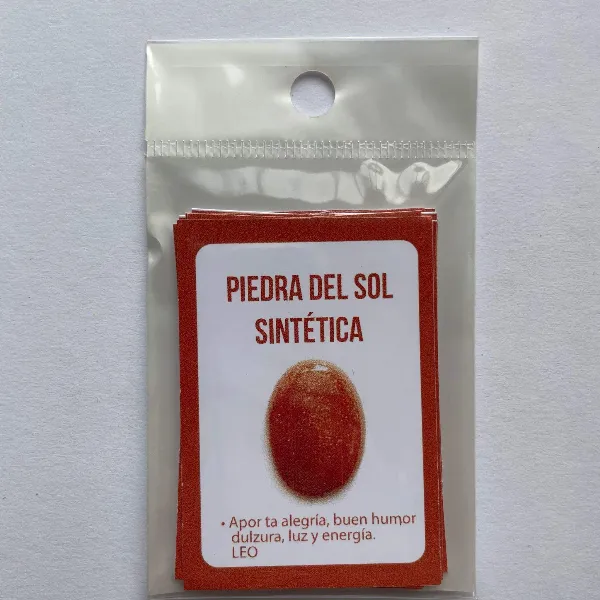 PIEDRA DEL SOL
SINTÉTICA
• Apor ta alegría, buen humor
dulzura, luz y energía.
LEO